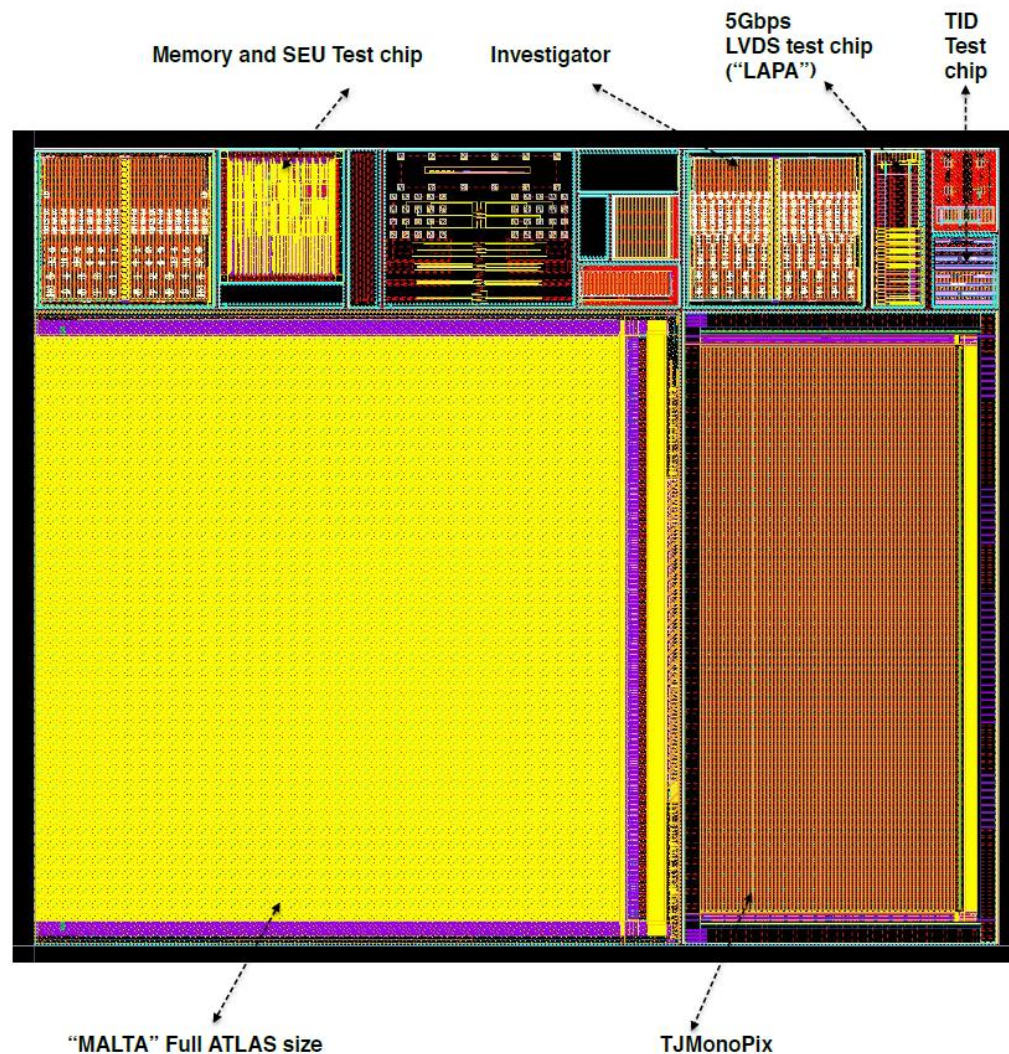 Memory and SEU Test chip
Investigator
5Gbps
LVDS test chip
("LAPA")
TID
Test
chip
“MALTA” Full ATLAS size
TJMonoPix